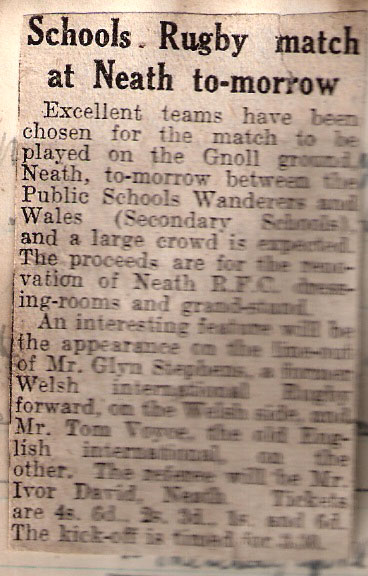 Schools Rugby match
at Neath to-morrow
Excellent teams have been
chosen for the match to be
played on the Gnoll ground,
Neath, to-morrow between the
Public Schools Wanderers and
Wales (Secondary Schools),
and a large crowd is expected.
The proceeds are for the reno-
vation of Neath R.F.C. dress-
ing-rooms and grand-stand.
An interesting feature will be
the appearance on the line-out
of Mr. Glyn Stephens, a former
Welsh international Rugby
forward, on the Welsh side, and
Mr. Tom Voyce, the old Eng-
lish international, on the
other. The referee will be Mr.
Ivor David, Neath. Tickets
are 4s. 6d., 2s. 3d., 1s. and 6d.
The kick-off is timed for